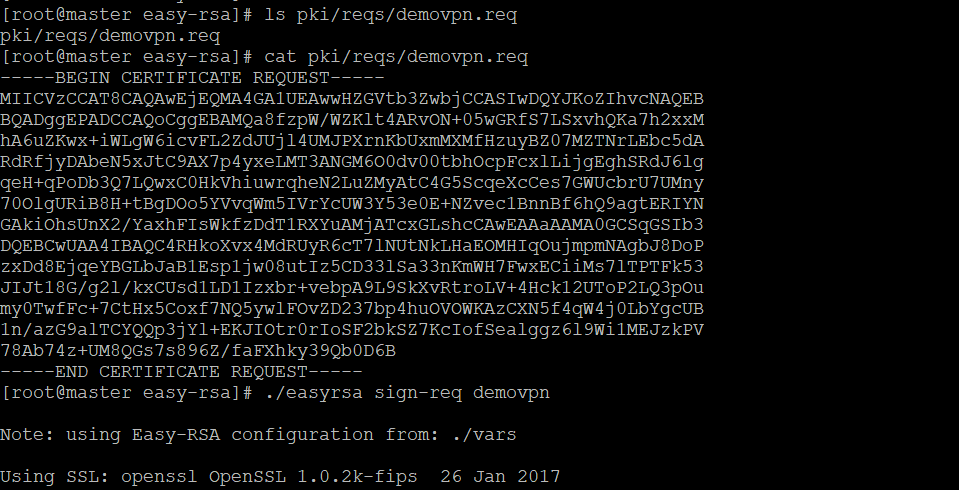 [root@master easy-rsa]# ls pki/reqs/demovpn.req
pki/reqs/demovpn.req
[root@master easy-rsa]# cat pki/reqs/demovpn.req
-----BEGIN CERTIFICATE REQUEST-----
MIICVzCCAT8CAQAwEjEQMA4GA1UEAwwHZGVtb3ZwbjCCASIwDQYJKoZIhvcNAQEB
BQADggEPADCCAQoCggEBAMQa8fzpW/WZKlt4ARvON+05wGRfS7LSxvhQKa7h2xxM
hA6uZKwx+iWLgW6icvFL2ZdJUjl4UMJPXrnKbUxmMXMfHzuyBZ07MZTNrLEbc5dA
RdRfjyDAbeN5xJtC9AX7p4yxeLMT3ANGM6O0dv00tbhOcpFcxlLijgEghSRdJ6lg
qeH+qPoDb3Q7LQwxC0HkVhiuwrqheN2LuZMyAtC4G5ScqeXcCes7GWUcbrU7UMny
70OlgURiB8H+tBgDOo5YVvqWm5IVrYcUW3Y53e0E+NZvec1BnnBf6hQ9agtERIYN
GAkiOhsUnX2/YaxhFIsWkfzDdT1RXYuAMjATcxGLshcCAwEAAaAAMA0GCSqGSIb3
DQEBCwUAA4IBAQC4RHkoXvx4MdRUyR6cT7lNUtNkLHaEOMHIqOujmpmNAgbJ8DoP
zxDd8EjqeYBGLbJaB1Esp1jw08utIz5CD33lSa33nKmWH7FwxECiiMs7lTPTFk53
JIJt18G/g2l/kxCUsd1LD1Izxbr+vebpA9L9SkXvRtroLV+4Hck12UToP2LQ3pOu
my0TwfFc+7CtHx5Coxf7NQ5ywlFOvZD237bp4huOVOWKAzCXN5f4qW4j0LbYgcUB
1n/azG9alTCYQQp3jYl+EKJIOtr0rIoSF2bkSZ7KcIofSealggz6l9Wi1MEJzkPV
78Ab74z+UM8QGs7s896Z/faFXhky39Qb0D6B
-----END CERTIFICATE REQUEST-----
[root@master easy-rsa]# ./easyrsa sign-req demovpn
Note: using Easy-RSA configuration from: ./vars
Using SSL: openssl OpenSSL 1.0.2k-fips  26 Jan 2017